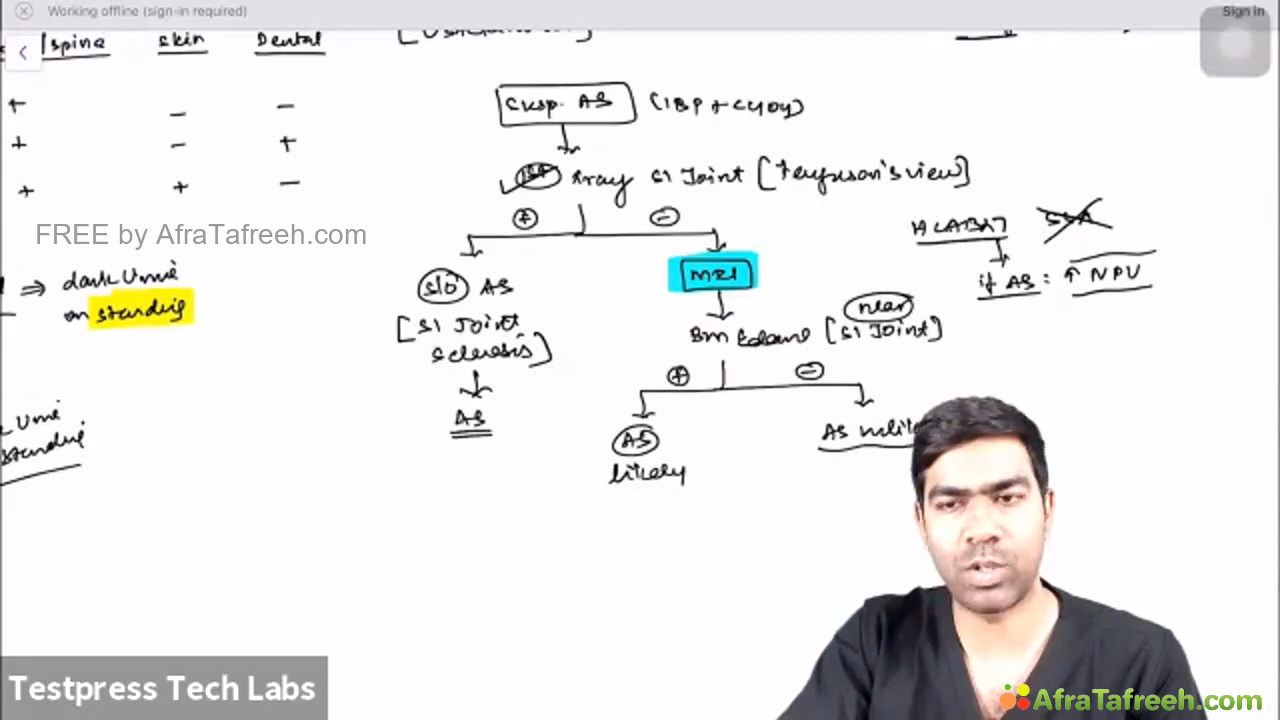 Working offline (sign-in required)
Sign in
/spine skin Dental
+ - -
+ - +
+ + -
FREE by AfraTafreeh.com
⇒ dark Urine
on standing
Urine
standing
Susp. AS (IBP + <40y)
Xray SI Joint [Ferguson's view]
⊕ ⊖
S/O AS
[SI Joint
sclerosis]
AS
MRI
near
BM Edema [SI Joint]
⊕ ⊖
AS
likely
AS
HLAB27
if AS : ↑ NPV
Testpress Tech Labs
AfraTafreeh.com